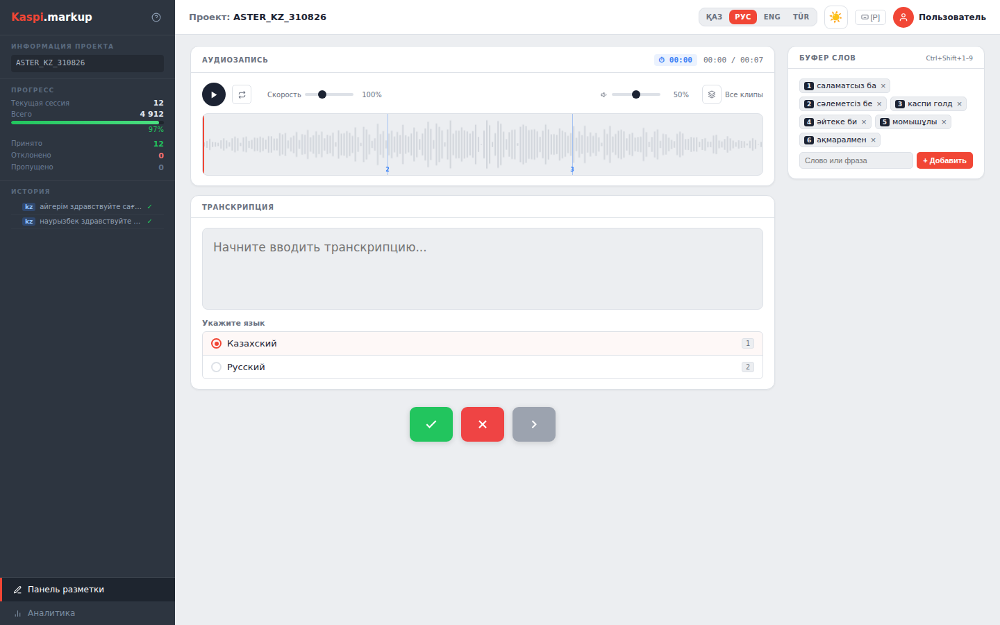 Kaspi.markup
ИНФОРМАЦИЯ ПРОЕКТА
ASTER_KZ_310826
ПРОГРЕСС
Текущая сессия 12
Всего 4 912
97%
Принято 12
Отклонено 0
Пропущено 0
ИСТОРИЯ
kz айгерім здравствуйте сағ... ✓
kz наурызбек здравствуйте ... ✓
Панель разметки
Аналитика
Проект: ASTER_KZ_310826
ҚАЗ РУС ENG TÜR
[P]
Пользователь
АУДИОЗАПИСЬ
00:00 00:00 / 00:07
Скорость 100%
50% Все клипы
2 3
ТРАНСКРИПЦИЯ
Начните вводить транскрипцию...
Укажите язык
Казахский 1
Русский 2
БУФЕР СЛОВ Ctrl+Shift+1–9
1 саламатсыз ба ×
2 сәлеметсіз бе × 3 каспи голд ×
4 әйтеке би × 5 момышұлы ×
6 ақмаралмен ×
Слово или фраза + Добавить